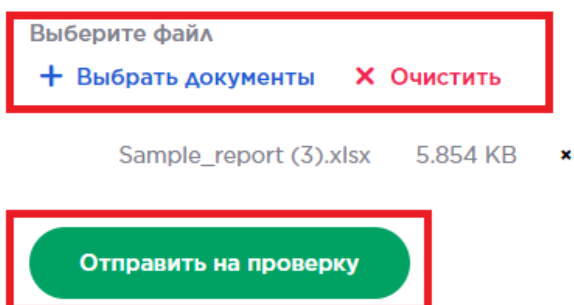 Выберите файл
+ Выбрать документы × Очистить
Sample_report (3).xlsx 5.854 KB ×
Отправить на проверку